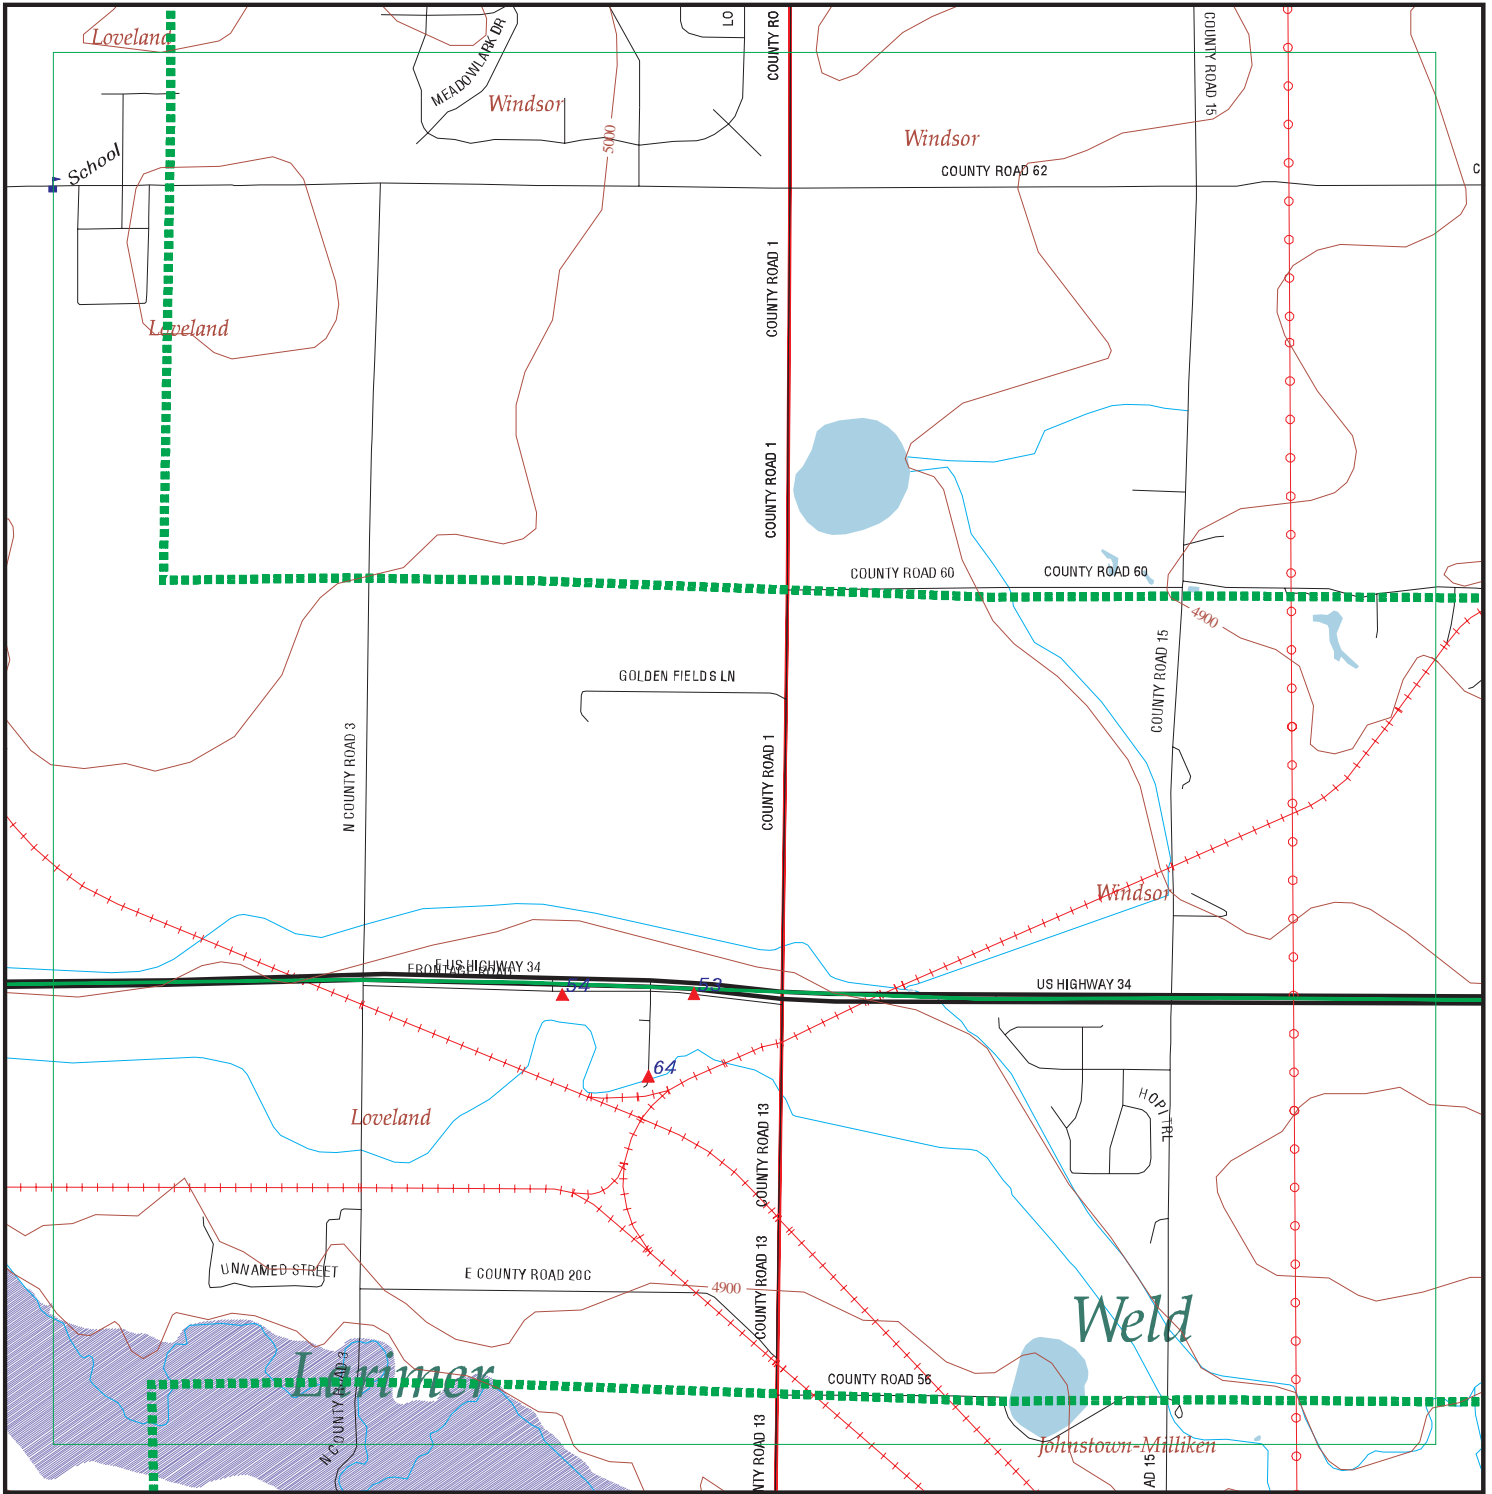 Loveland
MEADOWLARK DR
LO
COUNTY RO
COUNTY ROAD 15
Windsor
5000
Windsor
School
COUNTY ROAD 62
C
COUNTY ROAD 1
Loveland
COUNTY ROAD 1
COUNTY ROAD 60
COUNTY ROAD 60
4900
COUNTY ROAD 15
GOLDEN FIELDS LN
N COUNTY ROAD 3
COUNTY ROAD 1
Windsor
E US HIGHWAY 34
FRONTAGE ROAD
54
53
US HIGHWAY 34
64
HOPI TRL
Loveland
COUNTY ROAD 13
UNNAMED STREET
E COUNTY ROAD 20C
4900
COUNTY ROAD 13
Weld
Larimer
N COUNTY ROAD 3
COUNTY ROAD 56
Johnstown-Milliken
NTY ROAD 13
AD 15